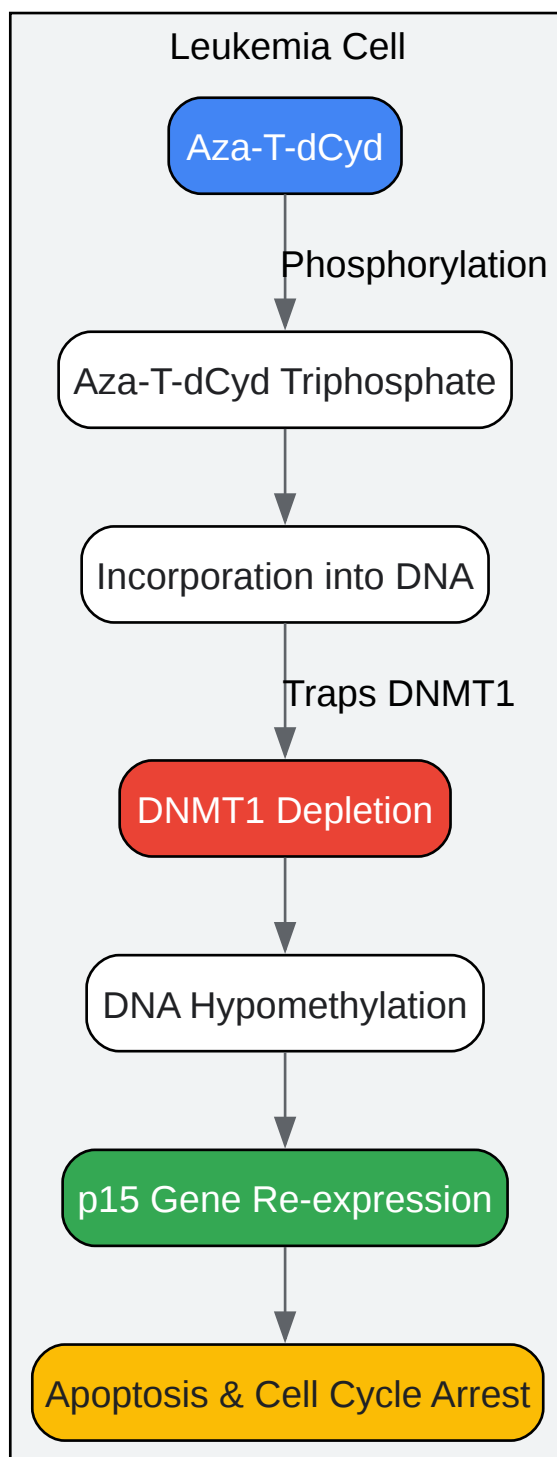 Leukemia Cell
Aza-T-dCyd
Phosphorylation
Aza-T-dCyd Triphosphate
Incorporation into DNA
Traps DNMT1
DNMT1 Depletion
DNA Hypomethylation
p15 Gene Re-expression
Apoptosis & Cell Cycle Arrest